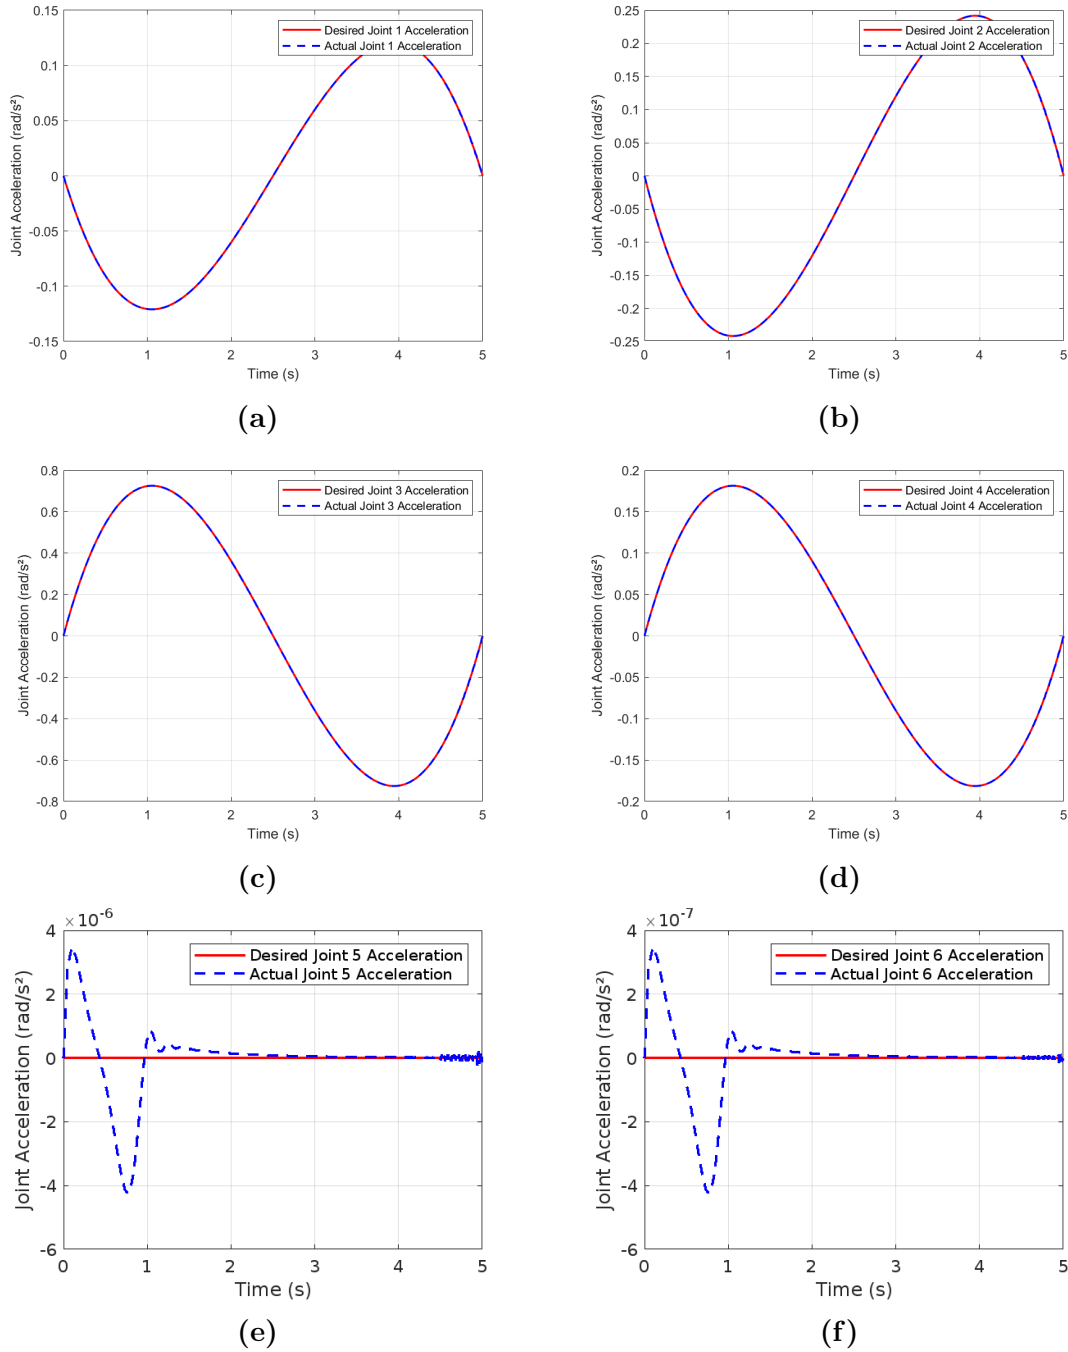 0.15
0.1
0.05
0
-0.05
-0.1
-0.15
Joint Acceleration (rad/s²)
Desired Joint 1 Acceleration
Actual Joint 1 Acceleration
0 1 2 3 4 5
Time (s)
(a)
0.25
0.2
0.15
0.1
0.05
0
-0.05
-0.1
-0.15
-0.2
-0.25
Joint Acceleration (rad/s²)
Desired Joint 2 Acceleration
Actual Joint 2 Acceleration
0 1 2 3 4 5
Time (s)
(b)
0.8
0.6
0.4
0.2
0
-0.2
-0.4
-0.6
-0.8
Joint Acceleration (rad/s²)
Desired Joint 3 Acceleration
Actual Joint 3 Acceleration
0 1 2 3 4 5
Time (s)
(c)
0.2
0.15
0.1
0.05
0
-0.05
-0.1
-0.15
-0.2
Joint Acceleration (rad/s²)
Desired Joint 4 Acceleration
Actual Joint 4 Acceleration
0 1 2 3 4 5
Time (s)
(d)
×10⁻⁶
4
2
0
-2
-4
-6
Joint Acceleration (rad/s²)
Desired Joint 5 Acceleration
Actual Joint 5 Acceleration
0 1 2 3 4 5
Time (s)
(e)
×10⁻⁷
4
2
0
-2
-4
-6
Joint Acceleration (rad/s²)
Desired Joint 6 Acceleration
Actual Joint 6 Acceleration
0 1 2 3 4 5
Time (s)
(f)